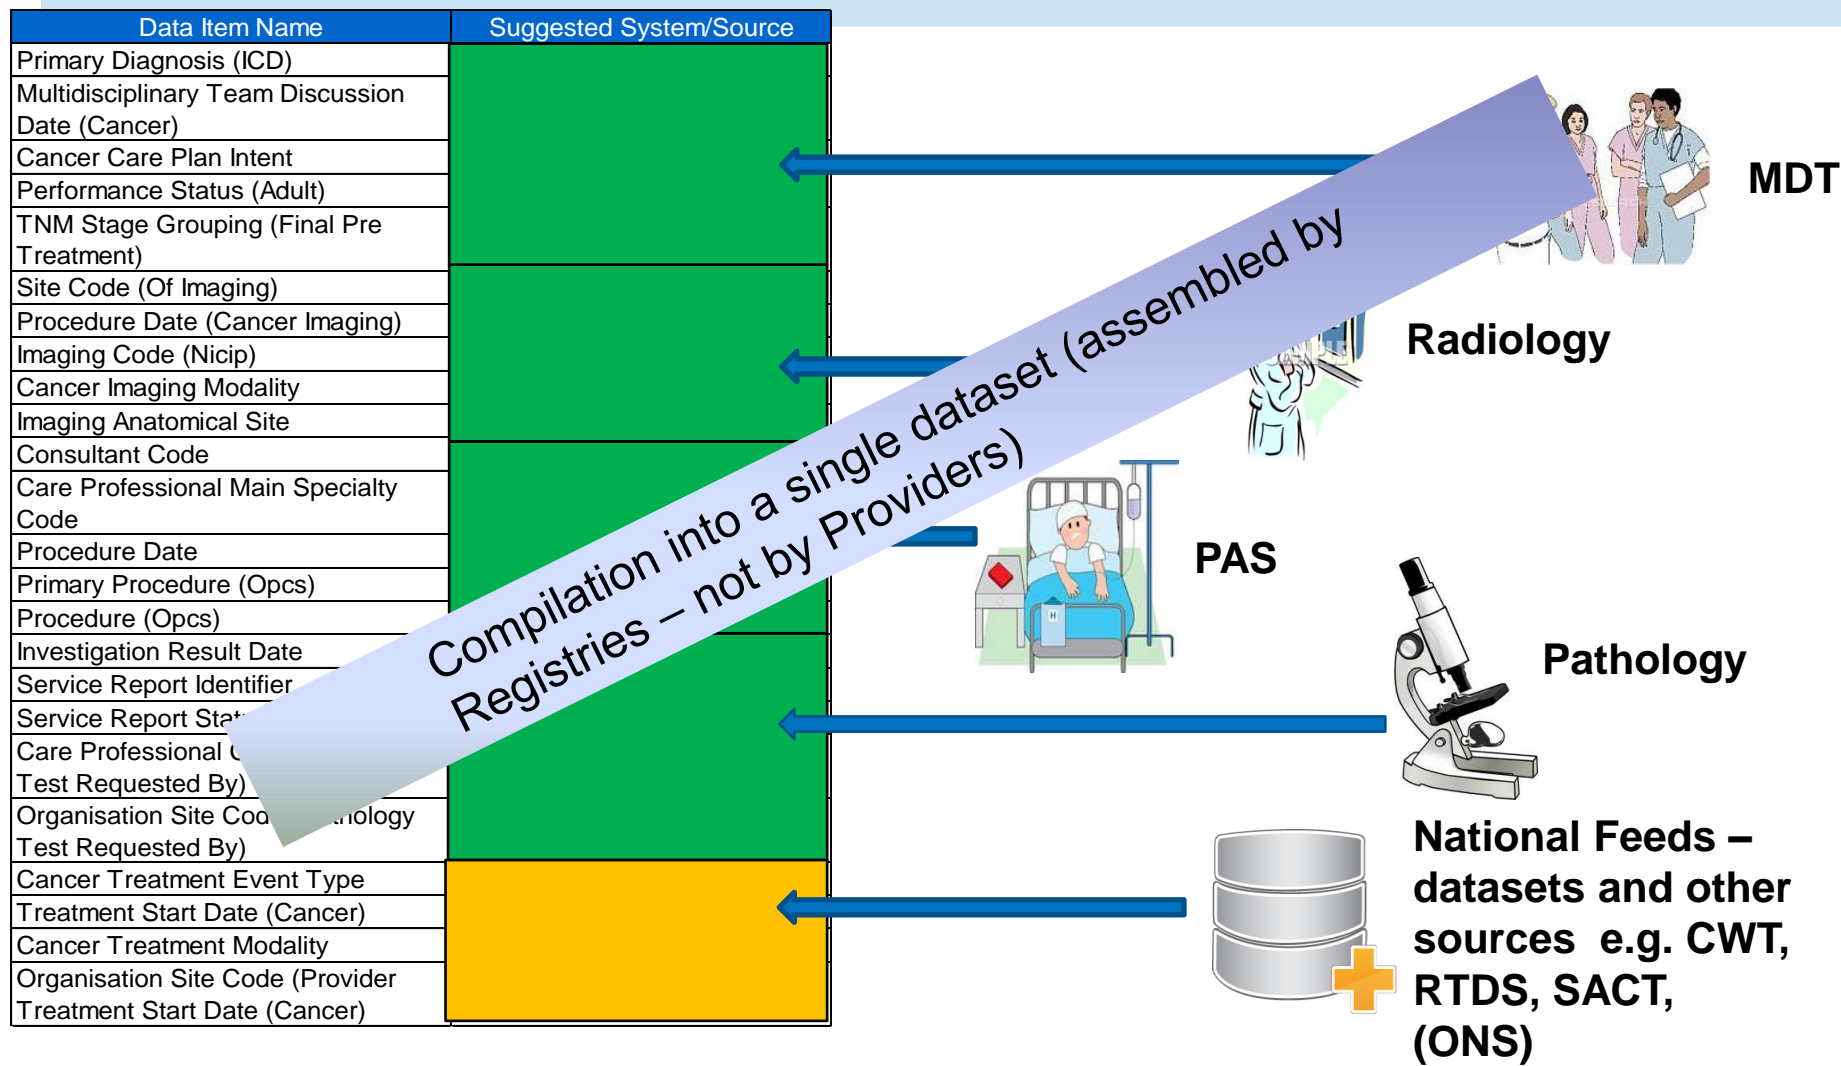 Data Item Name
Suggested System/Source
Primary Diagnosis (ICD)
Multidisciplinary Team Discussion
Date (Cancer)
Cancer Care Plan Intent
Performance Status (Adult)
TNM Stage Grouping (Final Pre
Treatment)
Site Code (Of Imaging)
Procedure Date (Cancer Imaging)
Imaging Code (Nicip)
Cancer Imaging Modality
Imaging Anatomical Site
Consultant Code
Care Professional Main Specialty
Code
Procedure Date
Primary Procedure (Opcs)
Procedure (Opcs)
Investigation Result Date
Service Report Identifier
Service Report
Care Professional
Test Requested By)
Organisation Site
Test Requested By)
Cancer Treatment Event Type
Treatment Start Date (Cancer)
Cancer Treatment Modality
Organisation Site Code (Provider
Treatment Start Date (Cancer)
Compilation into a single dataset (assembled by
Registries – not by Providers)
MDT
Radiology
PAS
H
Pathology
National Feeds –
datasets and other
sources e.g. CWT,
RTDS, SACT,
(ONS)